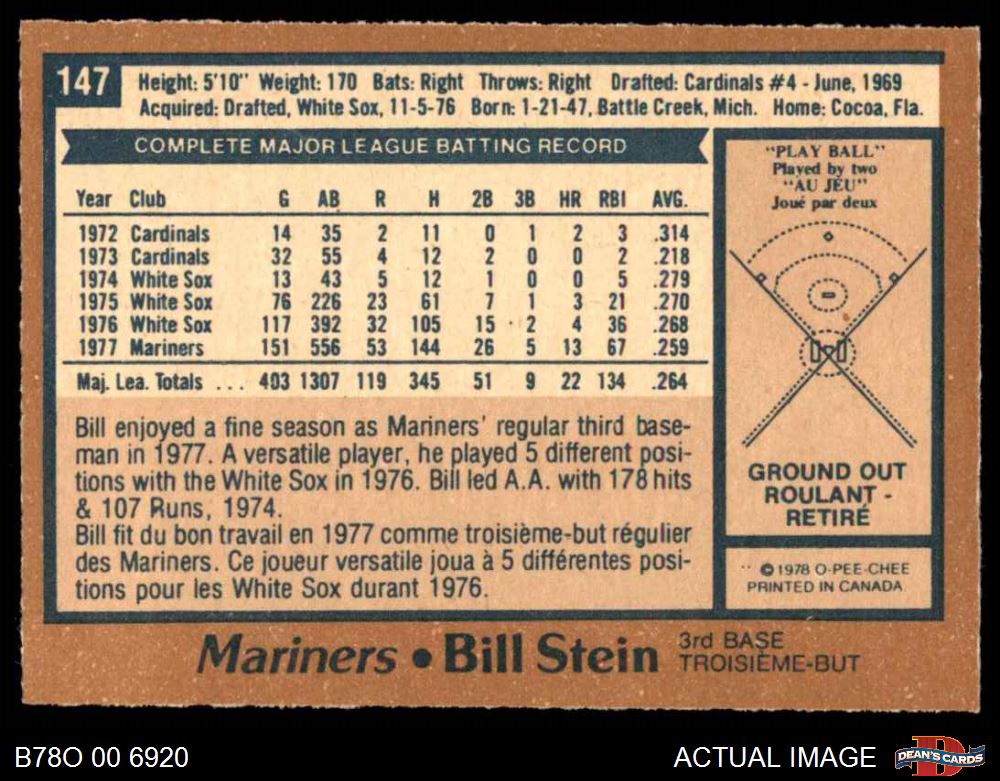 147
Height: 5'10" Weight: 170 Bats: Right Throws: Right Drafted: Cardinals #4 - June, 1969
Acquired: Drafted, White Sox, 11-5-76 Born: 1-21-47, Battle Creek, Mich. Home: Cocoa, Fla.
COMPLETE MAJOR LEAGUE BATTING RECORD
Year Club G AB R H 2B 3B HR RBI AVG.
1972 Cardinals 14 35 2 11 0 1 2 3 .314
1973 Cardinals 32 55 4 12 2 0 0 2 .218
1974 White Sox 13 43 5 12 1 0 0 5 .279
1975 White Sox 76 226 23 61 7 1 3 21 .270
1976 White Sox 117 392 32 105 15 2 4 36 .268
1977 Mariners 151 556 53 144 26 5 13 67 .259
Maj. Lea. Totals ... 403 1307 119 345 51 9 22 134 .264
Bill enjoyed a fine season as Mariners' regular third base-
man in 1977. A versatile player, he played 5 different posi-
tions with the White Sox in 1976. Bill led A.A. with 178 hits
& 107 Runs, 1974.
Bill fit du bon travail en 1977 comme troisième-but régulier
des Mariners. Ce joueur versatile joua à 5 différentes posi-
tions pour les White Sox durant 1976.
"PLAY BALL"
Played by two
"AU JEU"
Joué par deux
GROUND OUT
ROULANT -
RETIRÉ
© 1978 O-PEE-CHEE
PRINTED IN CANADA
Mariners • Bill Stein 3rd BASE
TROISIÈME-BUT
B78O 00 6920
ACTUAL IMAGE
DEAN'S CARDS